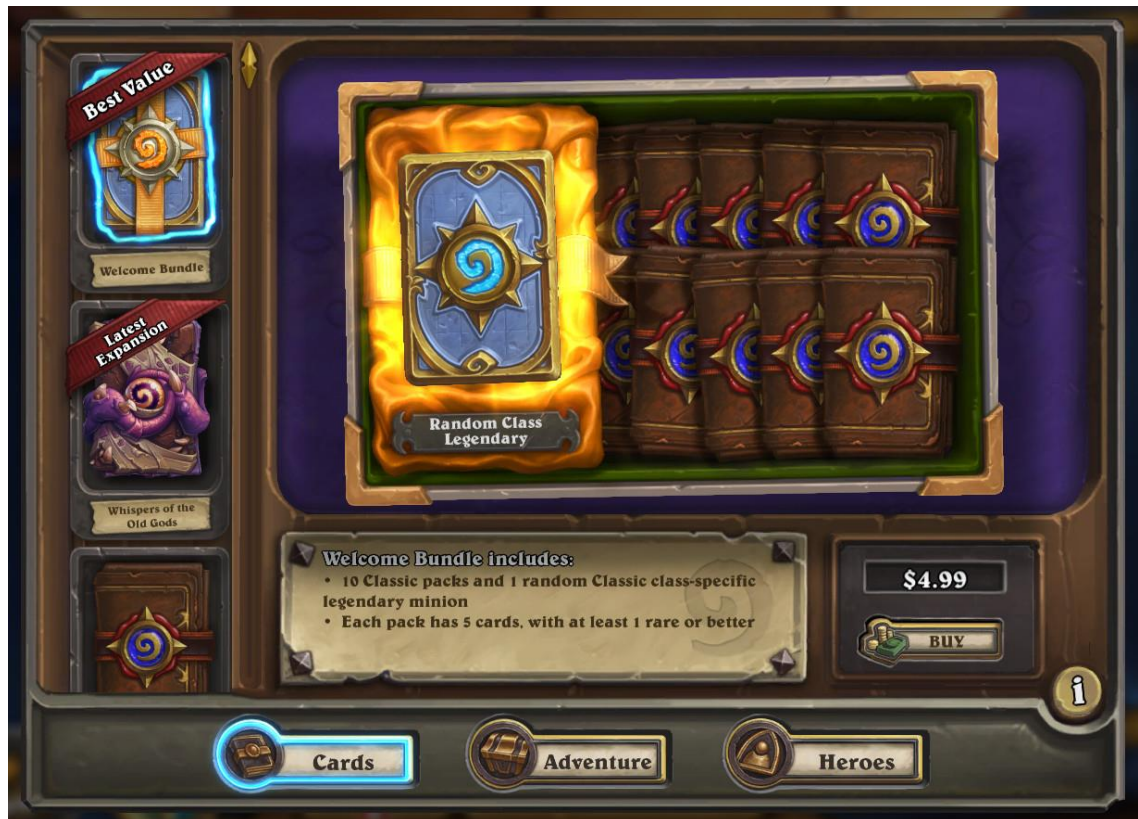 Best Value
Welcome Bundle
Latest
Expansion
Whispers of the
Old Gods
Random Class
Legendary
Welcome Bundle includes:
• 10 Classic packs and 1 random Classic class-specific
legendary minion
• Each pack has 5 cards, with at least 1 rare or better
$4.99
BUY
i
Cards
Adventure
Heroes